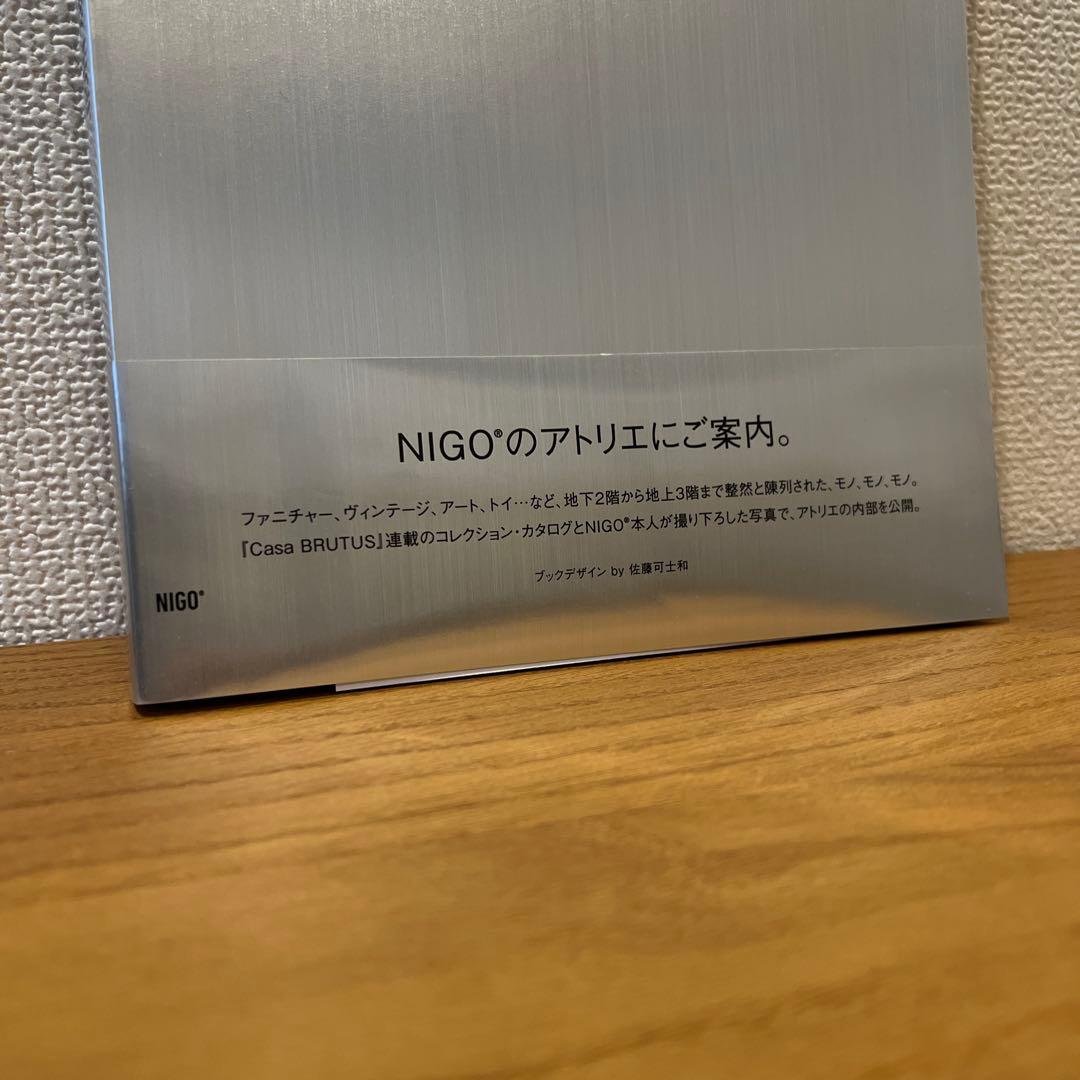 NIGO®のアトリエにご案内。
ファニチャー、ヴィンテージ、アート、トイ…など、地下2階から地上3階まで整然と陳列された、モノ、モノ、モノ。
『Casa BRUTUS』連載のコレクション・カタログとNIGO®本人が撮り下ろした写真で、アトリエの内部を公開。
ブックデザイン by 佐藤可士和
NIGO®